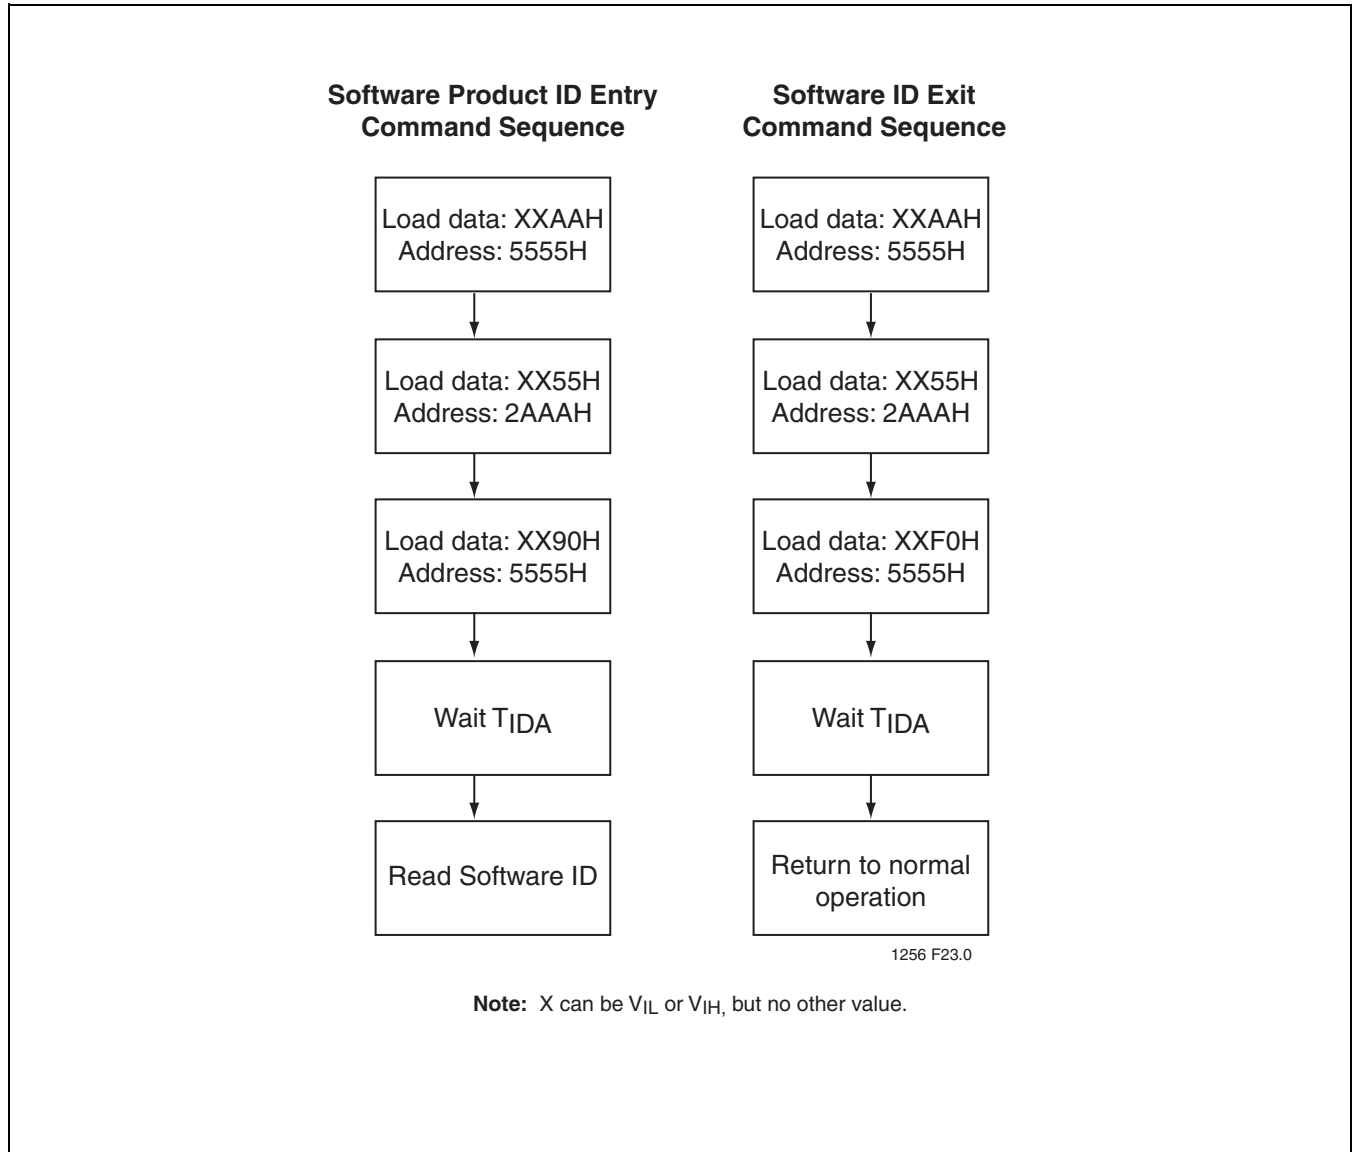 Software Product ID Entry
Command Sequence
Load data: XXAAH
Address: 5555H
Load data: XX55H
Address: 2AAAH
Load data: XX90H
Address: 5555H
Wait TIDA
Read Software ID
Software ID Exit
Command Sequence
Load data: XXAAH
Address: 5555H
Load data: XX55H
Address: 2AAAH
Load data: XXF0H
Address: 5555H
Wait TIDA
Return to normal
operation
1256 F23.0
Note: X can be VIL or VIH, but no other value.